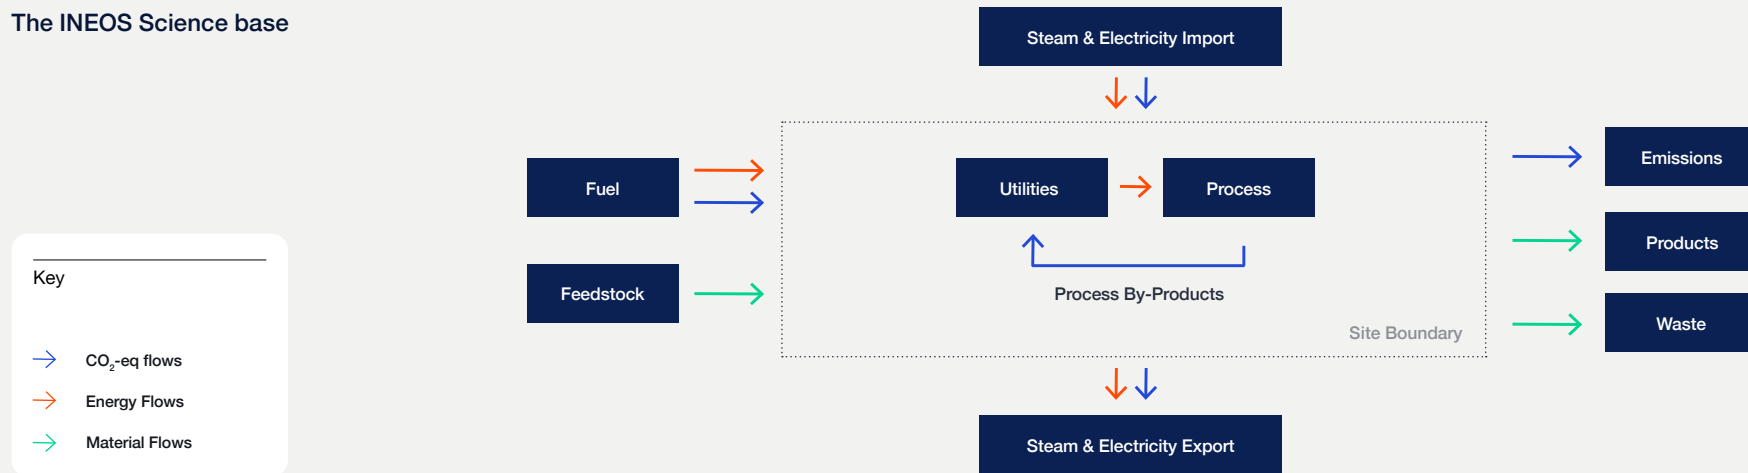 The INEOS Science base
Steam & Electricity Import
Emissions
Fuel
Utilities
Process
Products
Key
Feedstock
Process By-Products
Site Boundary
Waste
CO₂-eq flows
Energy Flows
Material Flows
Steam & Electricity Export